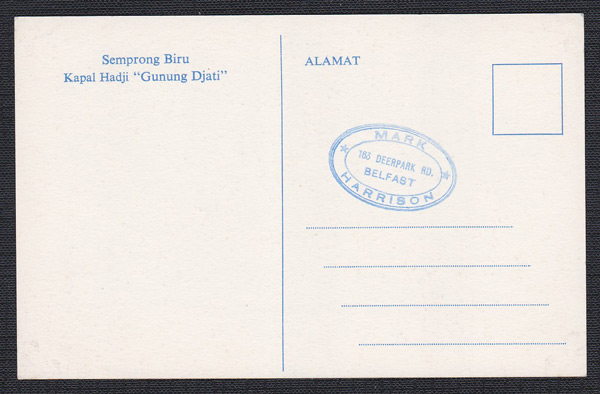 Semprong Biru
Kapal Hadji "Gunung Djati"
ALAMAT
MARK
183 DEERPARK RD.
BELFAST
HARRISON